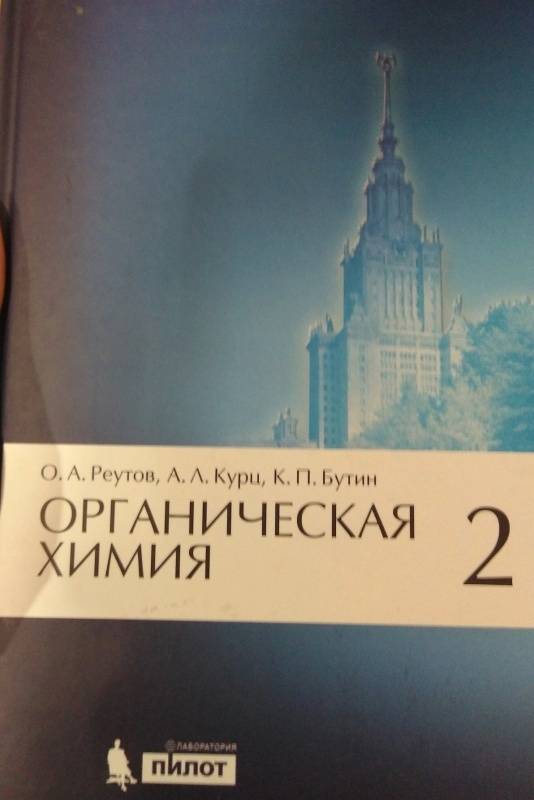 О. А. Реутов, А. Л. Курц, К. П. Бутин
ОРГАНИЧЕСКАЯ
ХИМИЯ
2
ЛАБОРАТОРИЯ
ПИЛОТ